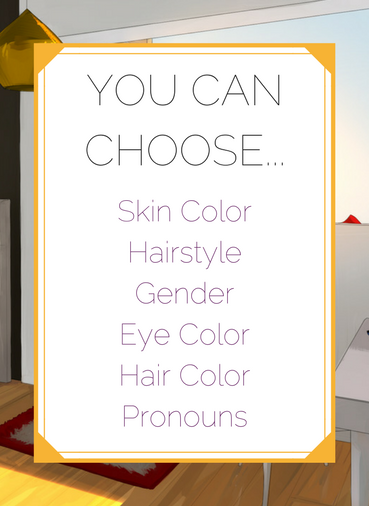 YOU CAN
CHOOSE...
Skin Color
Hairstyle
Gender
Eye Color
Hair Color
Pronouns